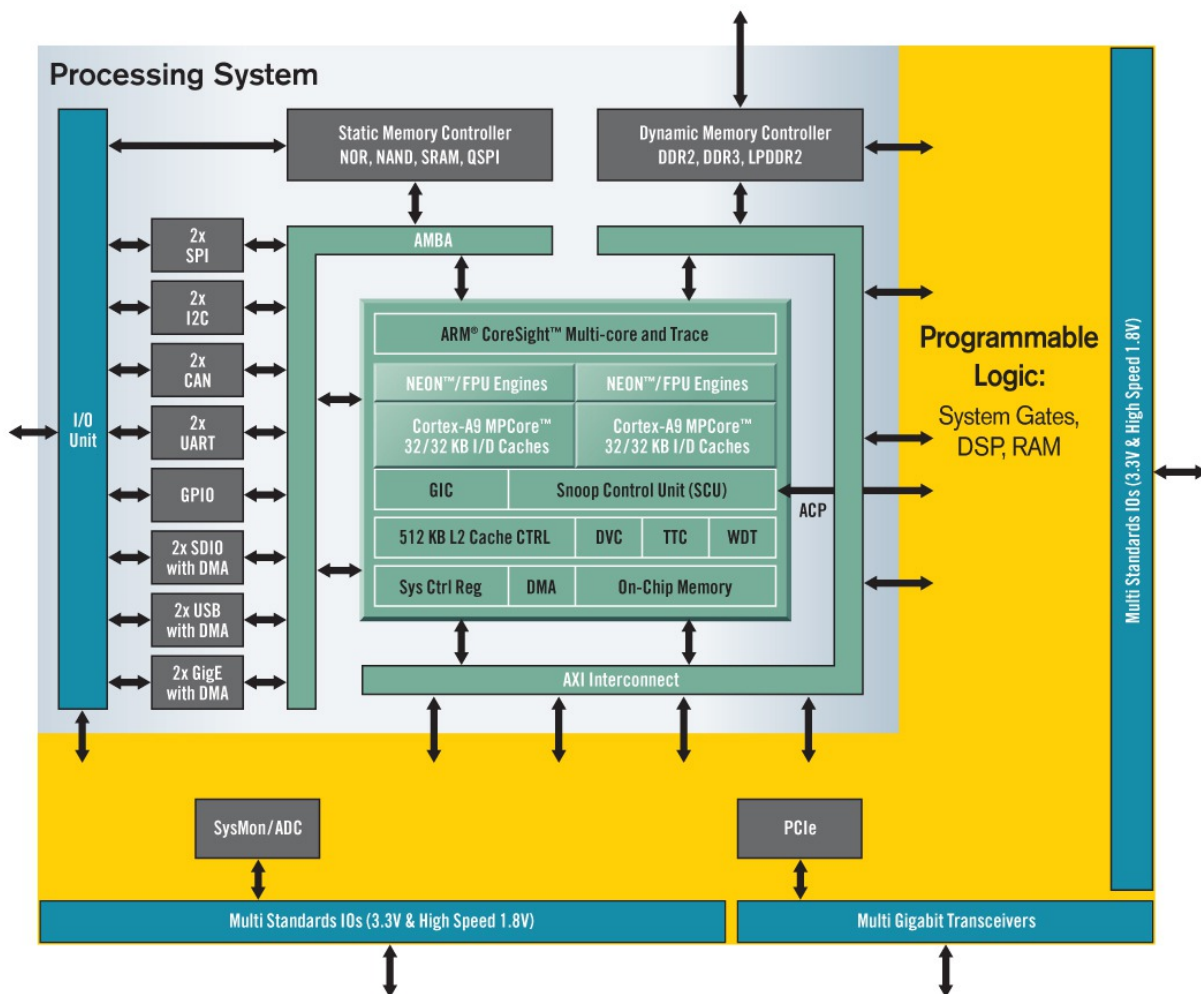 Processing System
Static Memory Controller
NOR, NAND, SRAM, QSPI
Dynamic Memory Controller
DDR2, DDR3, LPDDR2
AMBA
2x
SPI
2x
I2C
2x
CAN
I/O
Unit
2x
UART
GPIO
2x SDIO
with DMA
2x USB
with DMA
2x GigE
with DMA
ARM® CoreSight™ Multi-core and Trace
NEON™/FPU Engines
NEON™/FPU Engines
Cortex-A9 MPCore™
32/32 KB I/D Caches
Cortex-A9 MPCore™
32/32 KB I/D Caches
GIC
Snoop Control Unit (SCU)
ACP
512 KB L2 Cache CTRL
DVC
TTC
WDT
Sys Ctrl Reg
DMA
On-Chip Memory
AXI Interconnect
Programmable
Logic:
System Gates,
DSP, RAM
Multi Standards IOs (3.3V & High Speed 1.8V)
SysMon/ADC
PCIe
Multi Standards IOs (3.3V & High Speed 1.8V)
Multi Gigabit Transceivers